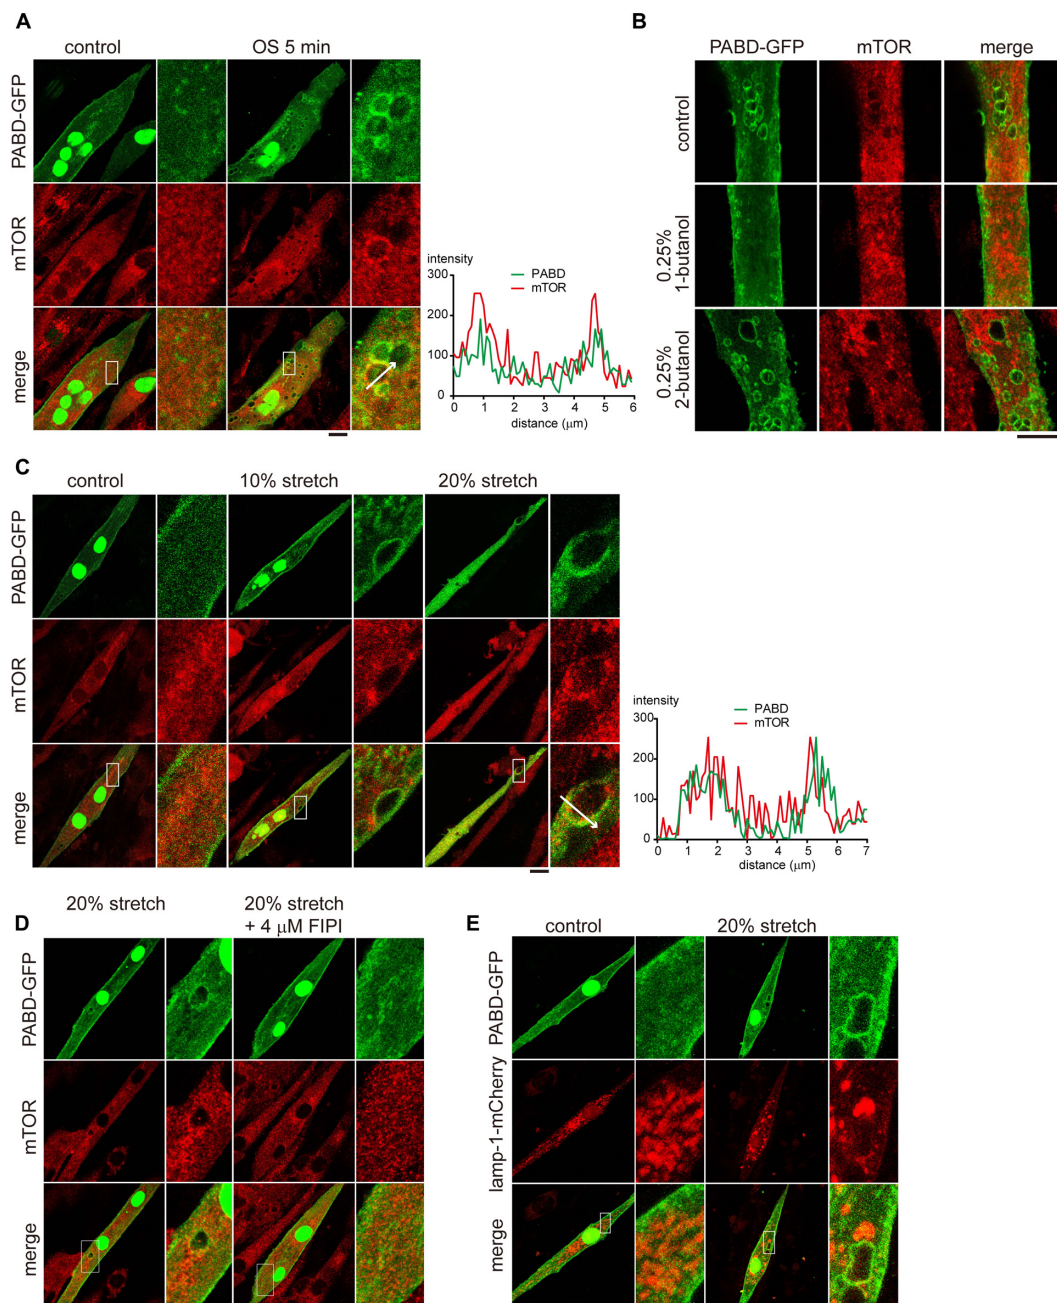 A
control
OS 5 min
PABD-GFP
mTOR
merge
intensity
PABD
mTOR
300
200
100
0
0 1 2 3 4 5 6
distance (μm)
B
PABD-GFP mTOR merge
control
0.25%
1-butanol
0.25%
2-butanol
C
control
10% stretch
20% stretch
PABD-GFP
mTOR
merge
intensity
PABD
mTOR
300
200
100
0
0 1 2 3 4 5 6 7
distance (μm)
D
20% stretch
20% stretch
+ 4 μM FIPI
PABD-GFP
mTOR
merge
E
control
20% stretch
PABD-GFP
lamp-1-mCherry
merge